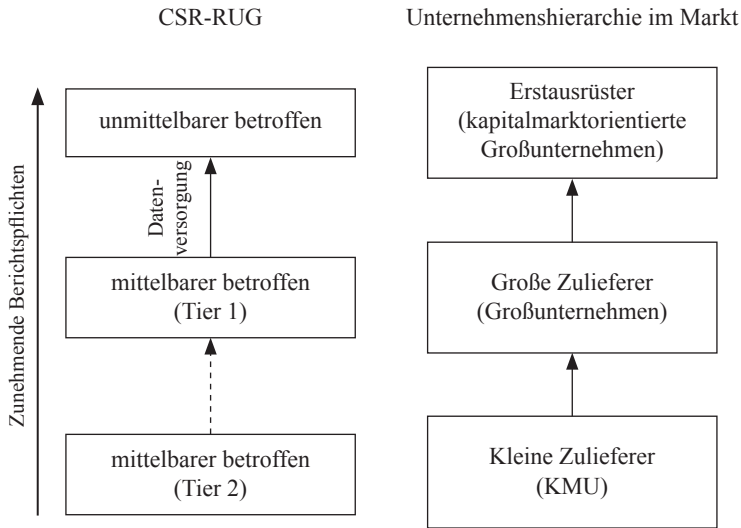 CSR-RUG
Unternehmenshierarchie im Markt
Zunehmende Berichtspflichten
unmittelbarer betroffen
Daten-
versorgung
mittelbarer betroffen
(Tier 1)
mittelbarer betroffen
(Tier 2)
Erstausrüster
(kapitalmarktorientierte
Großunternehmen)
Große Zulieferer
(Großunternehmen)
Kleine Zulieferer
(KMU)